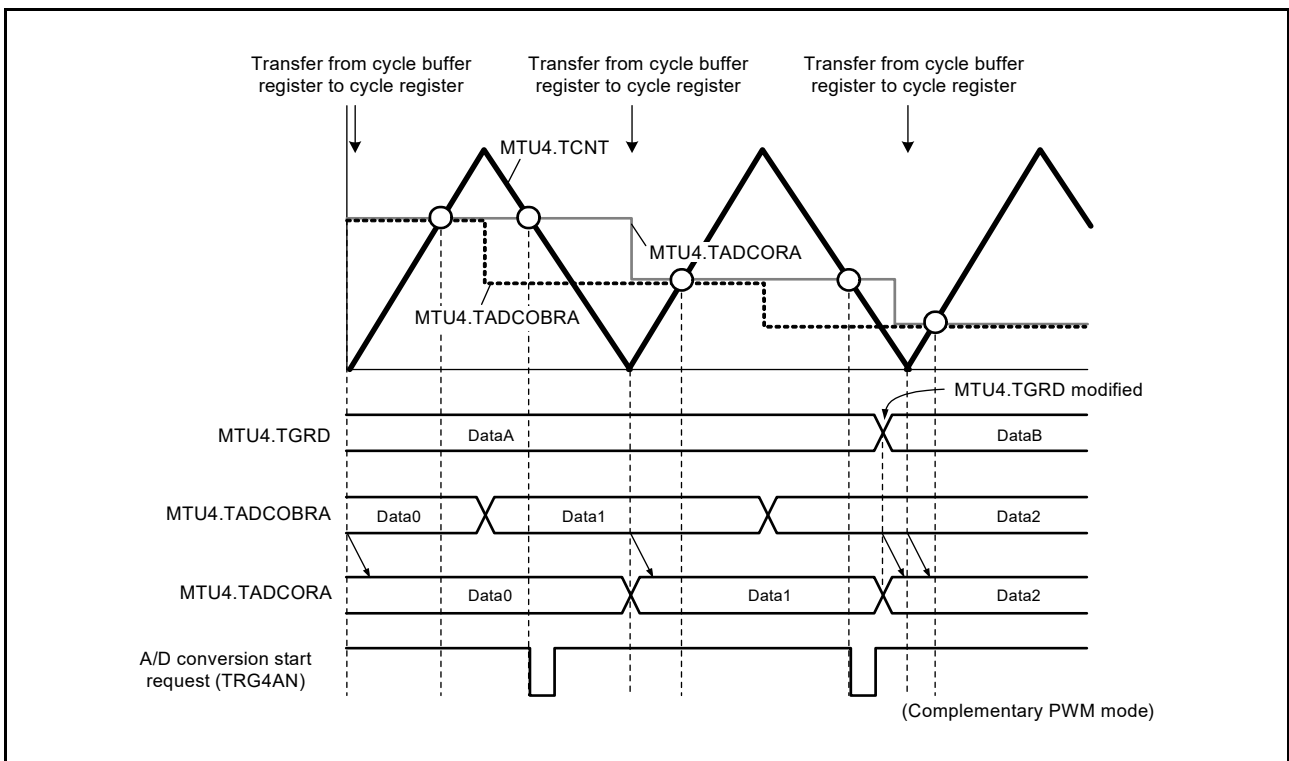 Transfer from cycle buffer
register to cycle register
Transfer from cycle buffer
register to cycle register
Transfer from cycle buffer
register to cycle register
MTU4.TCNT
MTU4.TADCORA
MTU4.TADCOBRA
MTU4.TGRD modified
MTU4.TGRD
DataA
DataB
MTU4.TADCOBRA
Data0
Data1
Data2
MTU4.TADCORA
Data0
Data1
Data2
A/D conversion start
request (TRG4AN)
(Complementary PWM mode)